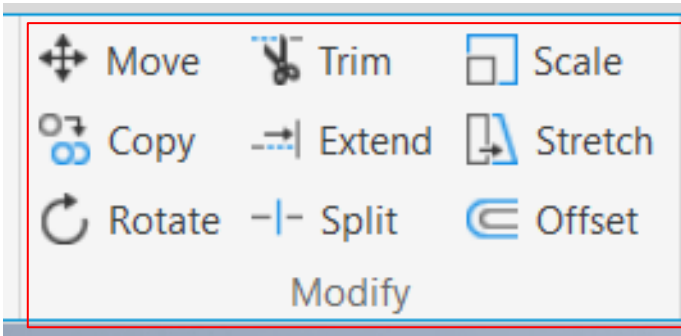 Move Trim Scale
Copy Extend Stretch
Rotate Split Offset
Modify